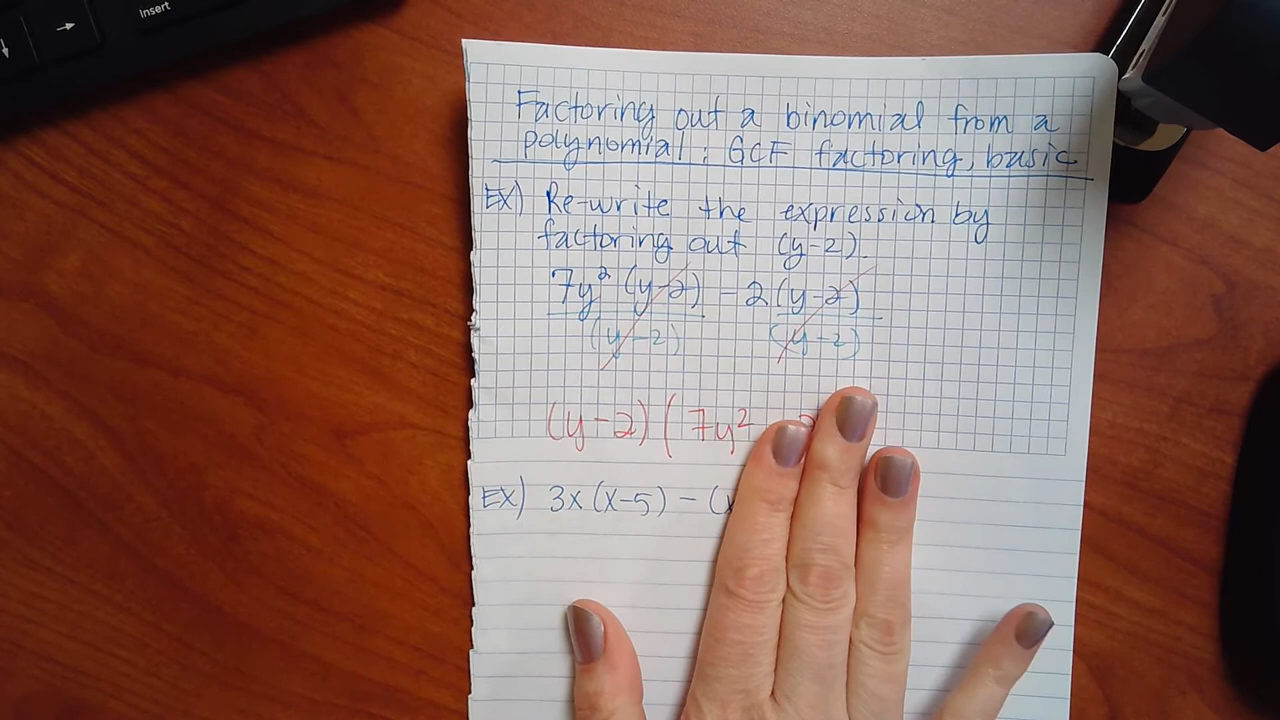 Insert
Factoring out a binomial from a
polynomial: GCF factoring, basic
EX) Re-write the expression by
factoring out (y-2).
7y² (y-2) - 2 (y-2)
(y-2) (y-2)
(y-2) ( 7y²
EX) 3x (x-5) - (x